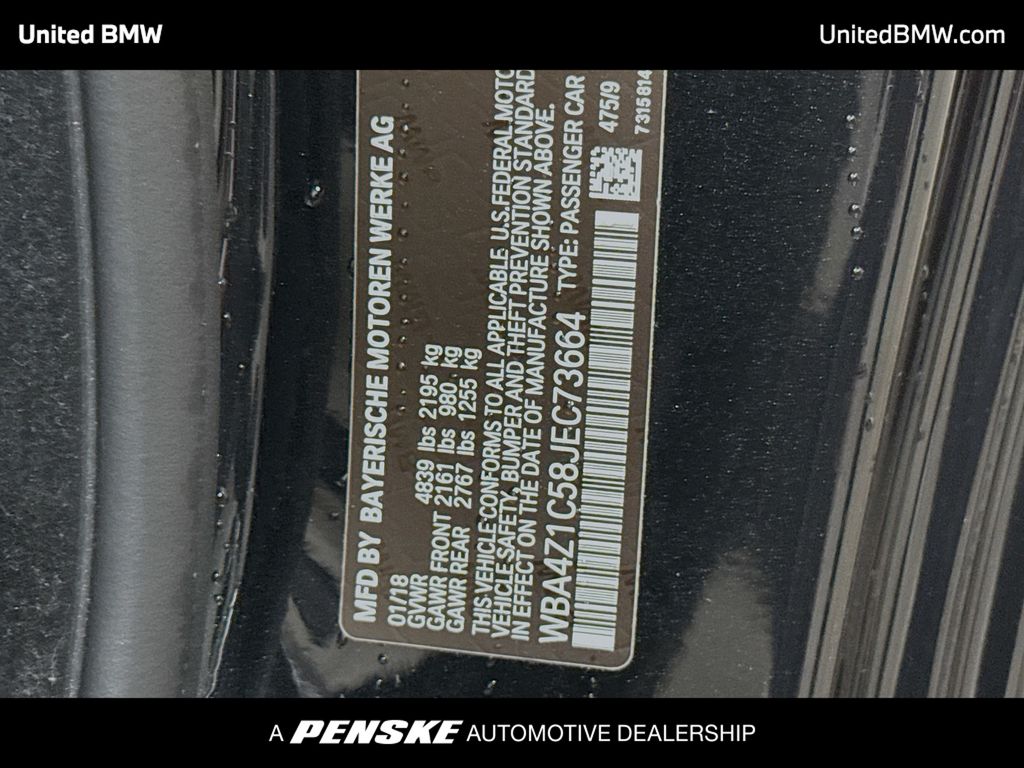 United BMW
UnitedBMW.com
MFD BY BAYERISCHE MOTOREN WERKE AG
01/18
GVWR 4839 lbs 2195 kg
GAWR FRONT 2161 lbs 980 kg
GAWR REAR 2767 lbs 1255 kg
THIS VEHICLE CONFORMS TO ALL APPLICABLE U.S.FEDERAL MOTO
VEHICLE SAFETY, BUMPER AND THEFT PREVENTION STANDARD
IN EFFECT ON THE DATE OF MANUFACTURE SHOWN ABOVE.
WBA4Z1C58JEC73664 TYPE: PASSENGER CAR
475/9
7315814
A PENSKE AUTOMOTIVE DEALERSHIP